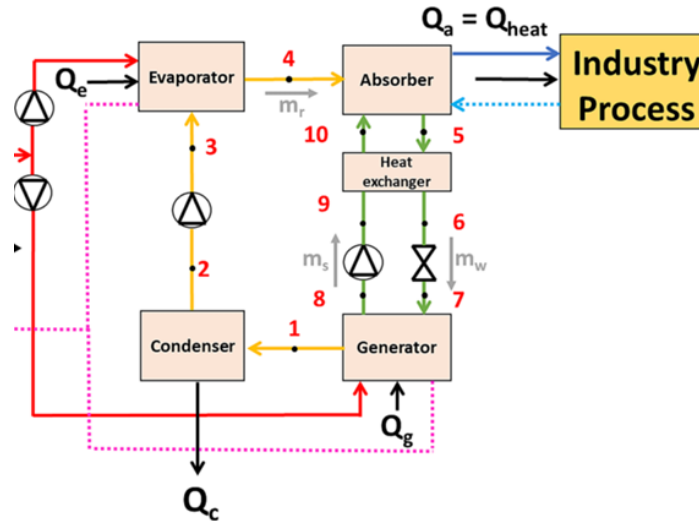 Qa = Qheat
4
Qe
Evaporator
Absorber
Industry
Process
mr
10
5
3
Heat
exchanger
9
6
ms
mw
2
8
7
1
Condenser
Generator
Qg
Qc